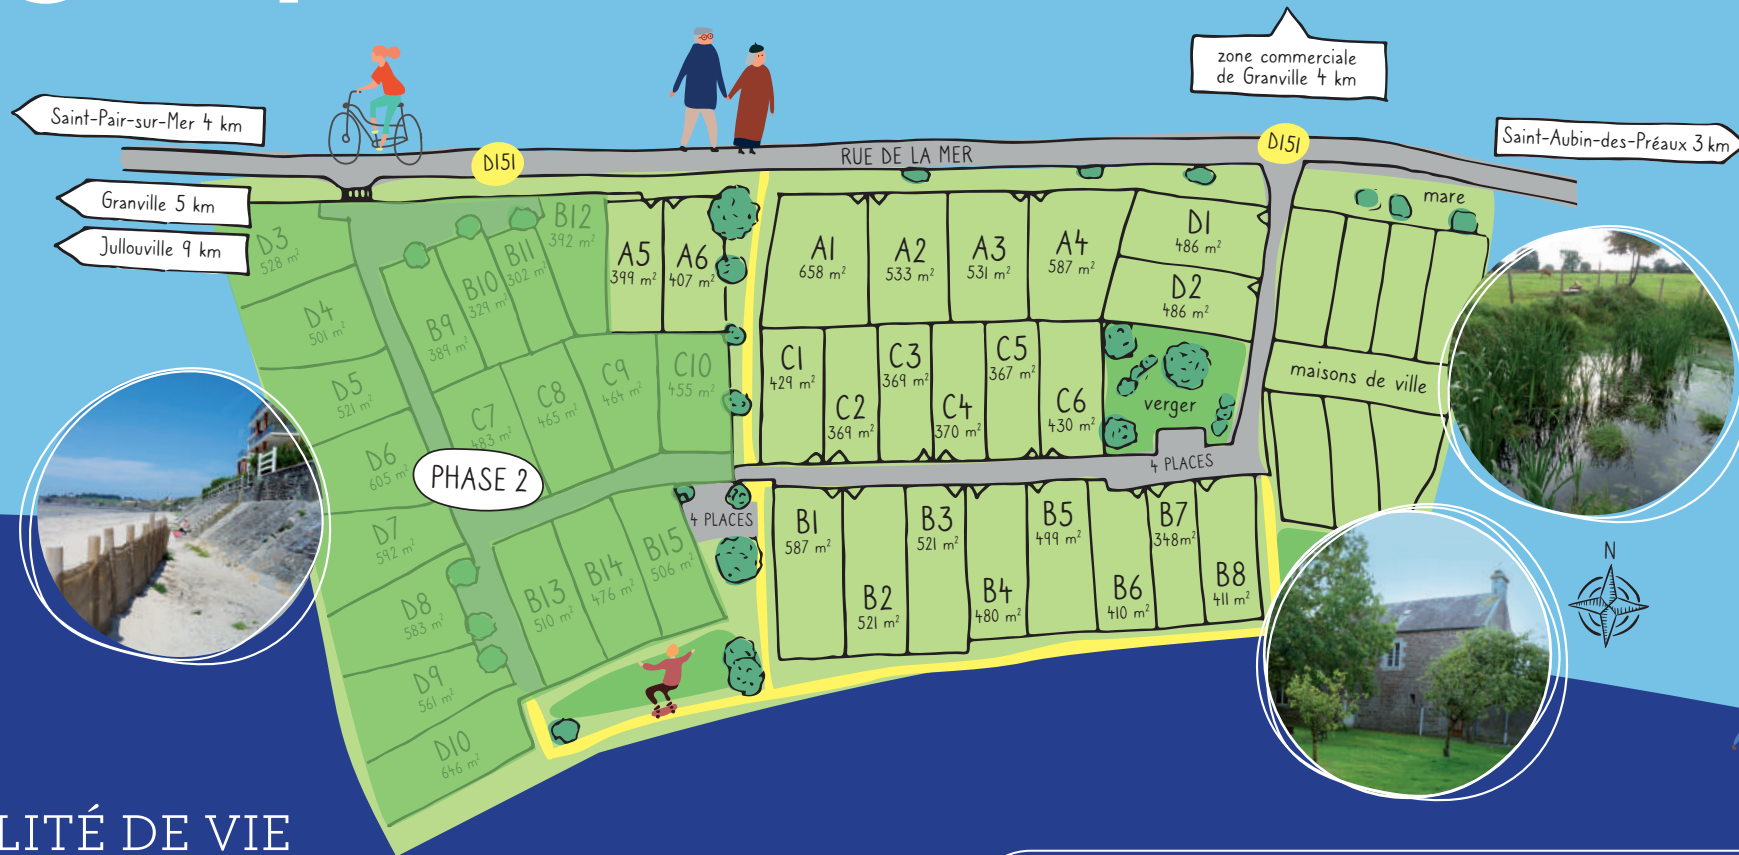 zone commerciale
de Granville 4 km
Saint-Pair-sur-Mer 4 km
D151
RUE DE LA MER
D151
Saint-Aubin-des-Préaux 3 km
Granville 5 km
Jullouville 9 km
mare
D3
528 m²
D4
501 m²
D5
521 m²
D6
605 m²
D7
592 m²
D8
583 m²
D9
561 m²
D10
646 m²
B9
389 m²
B10
329 m²
B11
302 m²
B12
392 m²
A5
399 m²
A6
407 m²
A1
658 m²
A2
533 m²
A3
531 m²
A4
587 m²
D1
486 m²
D2
486 m²
C7
483 m²
C8
465 m²
C9
464 m²
C10
455 m²
C1
429 m²
C2
369 m²
C3
369 m²
C4
370 m²
C5
367 m²
C6
430 m²
verger
maisons de ville
PHASE 2
4 PLACES
4 PLACES
B13
510 m²
B14
476 m²
B15
506 m²
B1
587 m²
B2
521 m²
B3
521 m²
B4
480 m²
B5
499 m²
B6
410 m²
B7
348m²
B8
411 m²
N
LITÉ DE VIE